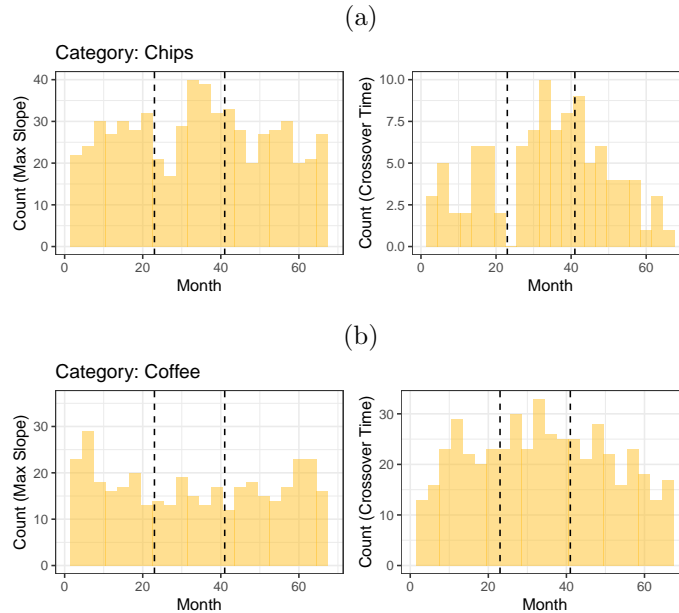 (a)
Category: Chips
Count (Max Slope)
40
30
20
10
0
0 20 40 60
Month
Count (Crossover Time)
10.0
7.5
5.0
2.5
0.0
0 20 40 60
Month
(b)
Category: Coffee
Count (Max Slope)
30
20
10
0
0 20 40 60
Month
Count (Crossover Time)
30
20
10
0
0 20 40 60
Month